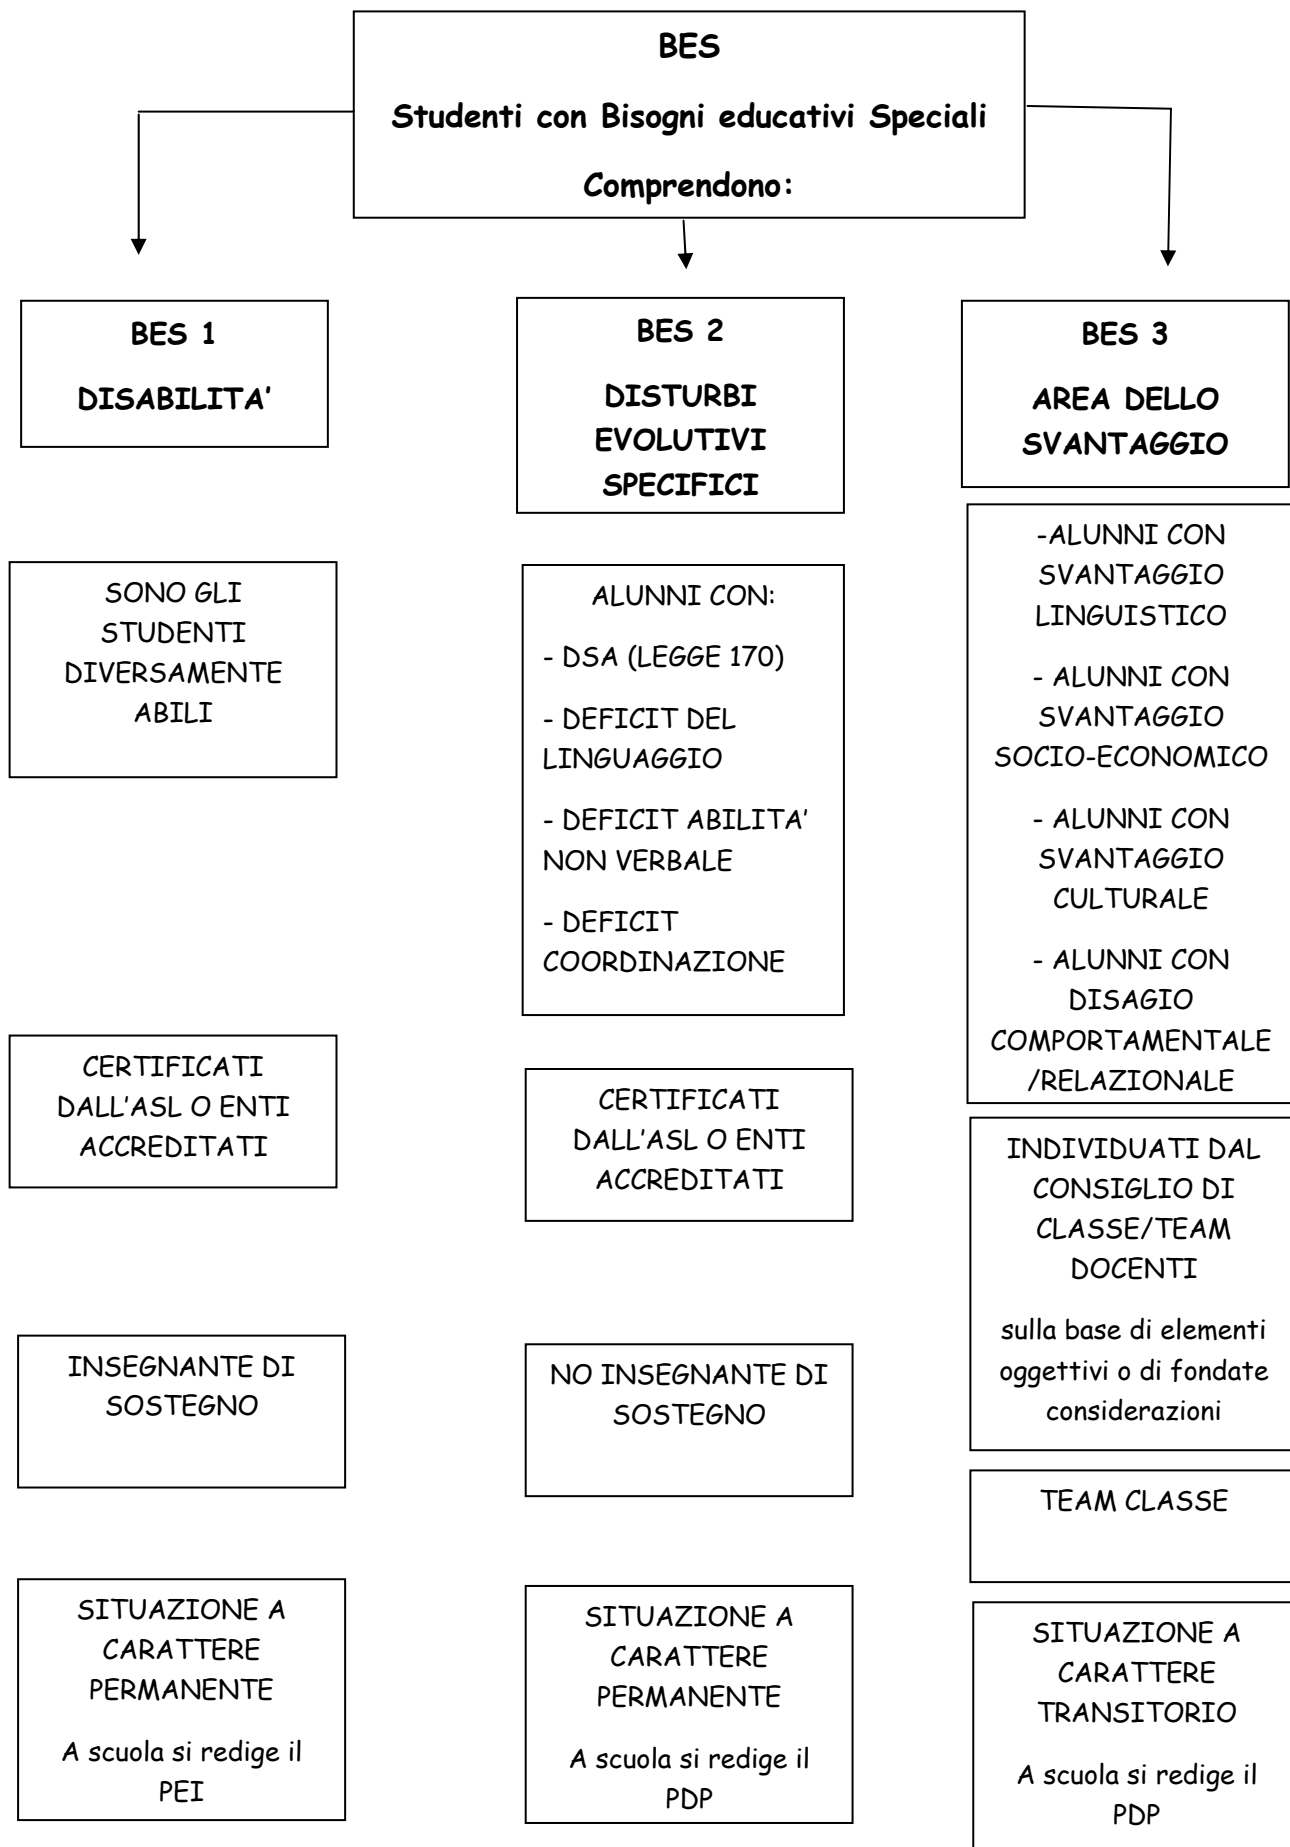 BES
Studenti con Bisogni educativi Speciali
Comprendono:
BES 1
DISABILITA'
SONO GLI
STUDENTI
DIVERSAMENTE
ABILI
CERTIFICATI
DALL'ASL O ENTI
ACCREDITATI
INSEGNANTE DI
SOSTEGNO
SITUAZIONE A
CARATTERE
PERMANENTE
A scuola si redige il
PEI
BES 2
DISTURBI
EVOLUTIVI
SPECIFICI
ALUNNI CON:
- DSA (LEGGE 170)
- DEFICIT DEL
LINGUAGGIO
- DEFICIT ABILITA'
NON VERBALE
- DEFICIT
COORDINAZIONE
CERTIFICATI
DALL'ASL O ENTI
ACCREDITATI
NO INSEGNANTE DI
SOSTEGNO
SITUAZIONE A
CARATTERE
PERMANENTE
A scuola si redige il
PDP
BES 3
AREA DELLO
SVANTAGGIO
-ALUNNI CON
SVANTAGGIO
LINGUISTICO
- ALUNNI CON
SVANTAGGIO
SOCIO-ECONOMICO
- ALUNNI CON
SVANTAGGIO
CULTURALE
- ALUNNI CON
DISAGIO
COMPORTAMENTALE
/RELAZIONALE
INDIVIDUATI DAL
CONSIGLIO DI
CLASSE/TEAM
DOCENTI
sulla base di elementi
oggettivi o di fondate
considerazioni
TEAM CLASSE
SITUAZIONE A
CARATTERE
TRANSITORIO
A scuola si redige il
PDP